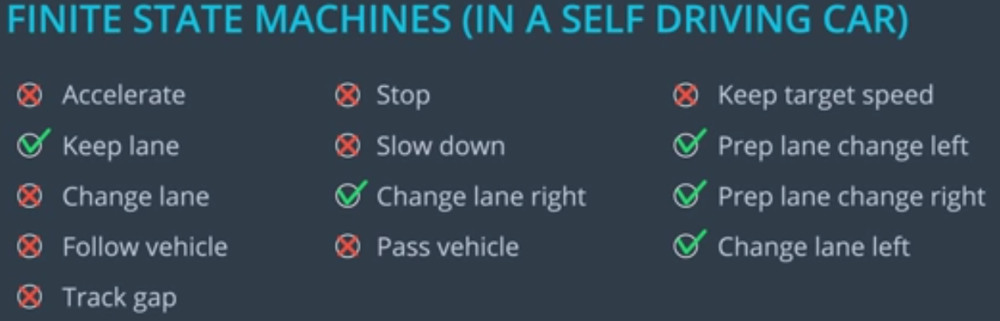 FINITE STATE MACHINES (IN A SELF DRIVING CAR)
Accelerate
Keep lane
Change lane
Follow vehicle
Track gap
Stop
Slow down
Change lane right
Pass vehicle
Keep target speed
Prep lane change left
Prep lane change right
Change lane left